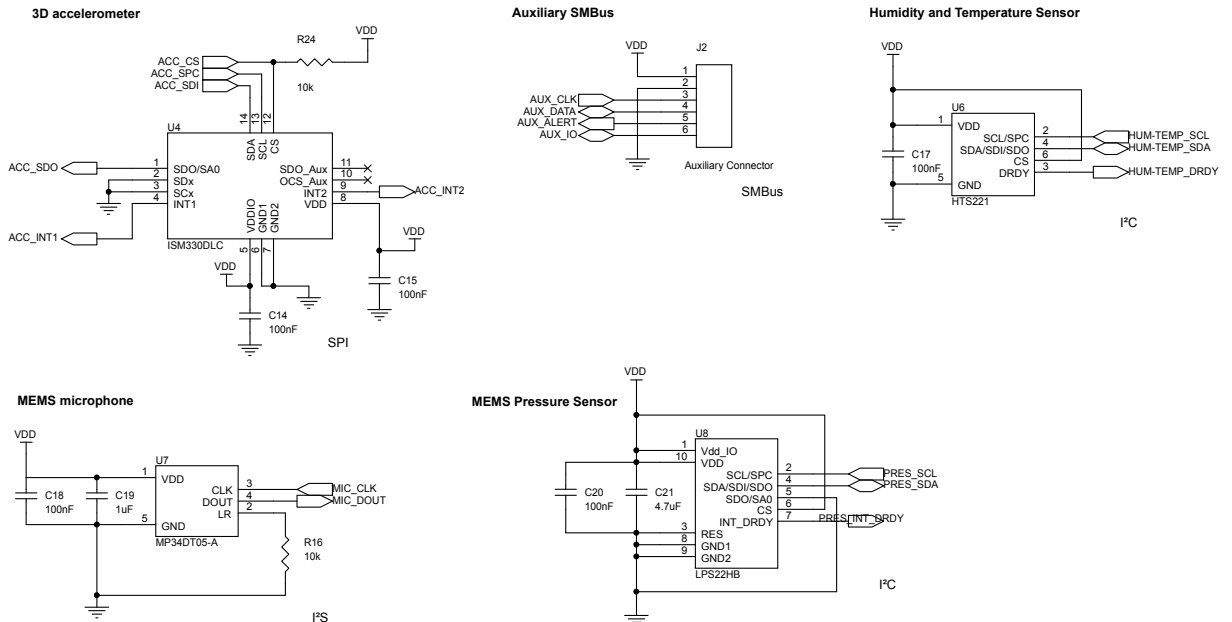 3D accelerometer
VDD
R24
10k
ACC_CS
ACC_SPC
ACC_SDI
14
13
12
U4
SDA
SCL
CS
ACC_SDO
1
SDO/SA0
2
SDx
3
SCx
4
INT1
ACC_INT1
SDO_Aux
11
OCS_Aux
10
INT2
9
ACC_INT2
VDD
8
VDDIO
GND1
GND2
ISM330DLC
5
6
7
VDD
VDD
C15
100nF
C14
100nF
SPI
Auxiliary SMBus
VDD
J2
1
2
AUX_CLK
3
AUX_DATA
4
AUX_ALERT
5
AUX_IO
6
Auxiliary Connector
SMBus
Humidity and Temperature Sensor
VDD
U6
1
VDD
SCL/SPC
2
HUM-TEMP_SCL
SDA/SDI/SDO
4
HUM-TEMP_SDA
CS
6
DRDY
3
HUM-TEMP_DRDY
C17
100nF
5
GND
HTS221
I²C
MEMS microphone
VDD
U7
1
VDD
C18
100nF
C19
1uF
CLK
3
MIC_CLK
DOUT
4
MIC_DOUT
LR
2
5
GND
MP34DT05-A
R16
10k
I²S
MEMS Pressure Sensor
VDD
U8
1
Vdd_IO
10
VDD
SCL/SPC
2
PRES_SCL
SDA/SDI/SDO
4
PRES_SDA
SDO/SA0
5
CS
6
INT_DRDY
7
PRES_INT_DRDY
C20
100nF
C21
4.7uF
3
RES
8
GND1
9
GND2
LPS22HB
I²C